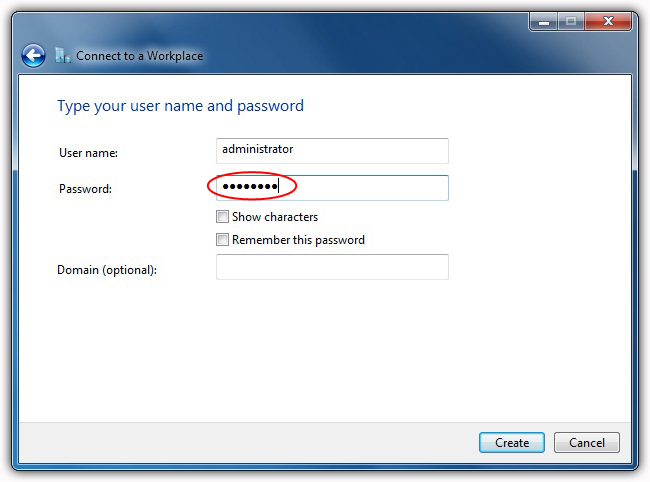 Connect to a Workplace
Type your user name and password
User name: administrator
Password: ●●●●●●●●
Show characters
Remember this password
Domain (optional):
Create Cancel